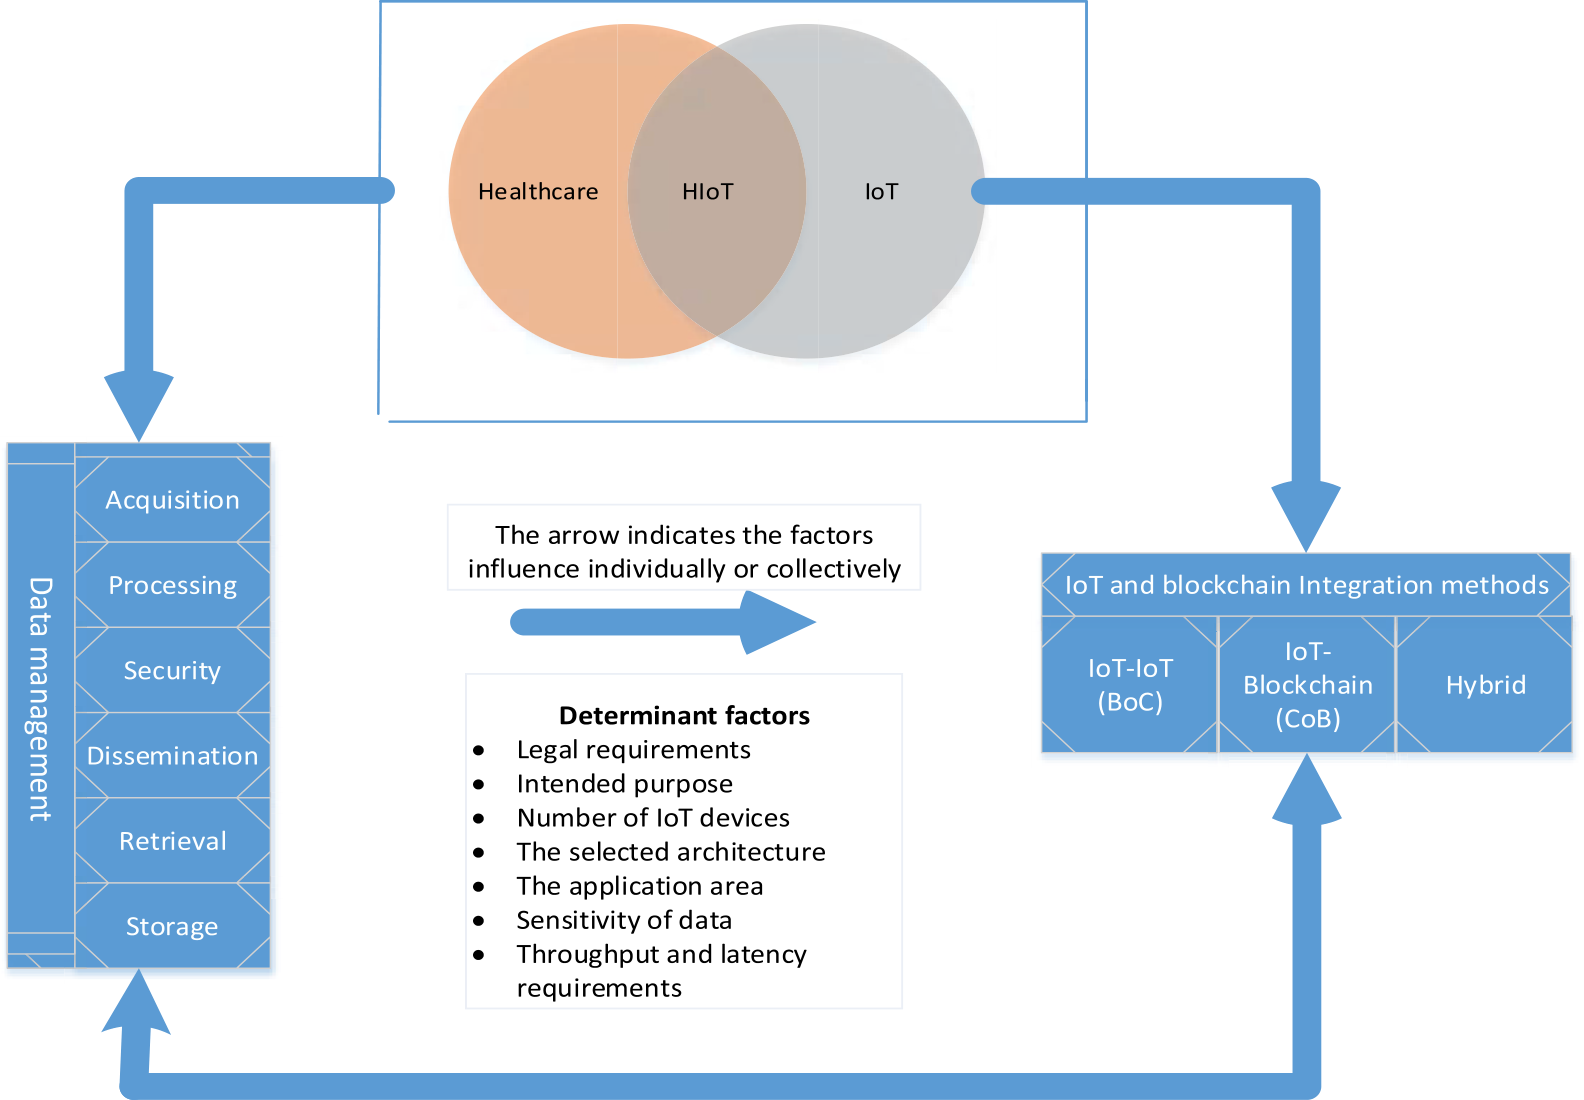 Healthcare
HIoT
IoT
Data management
Acquisition
Processing
Security
Dissemination
Retrieval
Storage
The arrow indicates the factors
influence individually or collectively
Determinant factors
• Legal requirements
• Intended purpose
• Number of IoT devices
• The selected architecture
• The application area
• Sensitivity of data
• Throughput and latency
requirements
IoT and blockchain Integration methods
IoT-IoT
(BoC)
IoT-
Blockchain
(CoB)
Hybrid